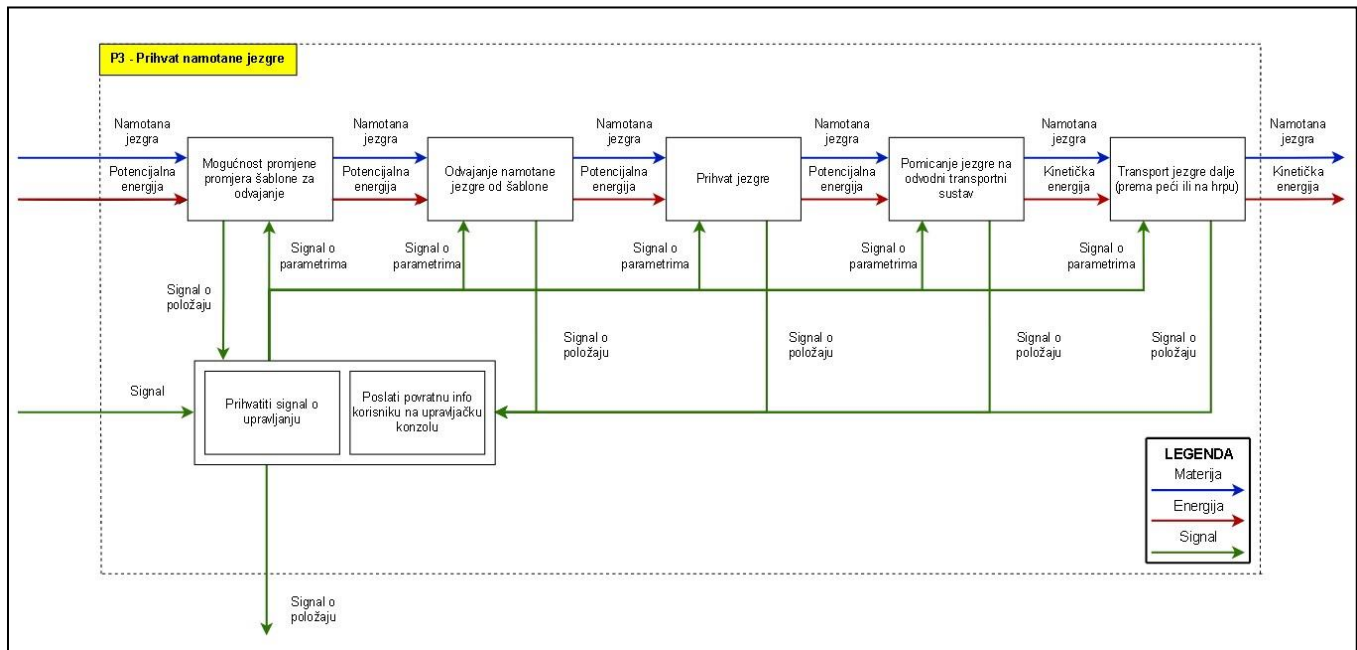 P3 - Prihvat namotane jezgre
Namotana
jezgra
Potencijalna
energija
Mogućnost promjene
promjera šablone za
odvajanje
Namotana
jezgra
Potencijalna
energija
Odvajanje namotane
jezgre od šablone
Namotana
jezgra
Potencijalna
energija
Prihvat jezgre
Namotana
jezgra
Potencijalna
energija
Pomicanje jezgre na
odvodni transportni
sustav
Namotana
jezgra
Kinetička
energija
Transport jezgre dalje
(prema peći ili na hrpu)
Namotana
jezgra
Kinetička
energija
Signal o
parametrima
Signal o
parametrima
Signal o
parametrima
Signal o
parametrima
Signal o
parametrima
Signal o
položaju
Signal o
položaju
Signal o
položaju
Signal o
položaju
Signal o
položaju
Signal
Prihvatiti signal o
upravljanju
Poslati povratnu info
korisniku na upravljačku
konzolu
LEGENDA
Materija
Energija
Signal
Signal o
položaju